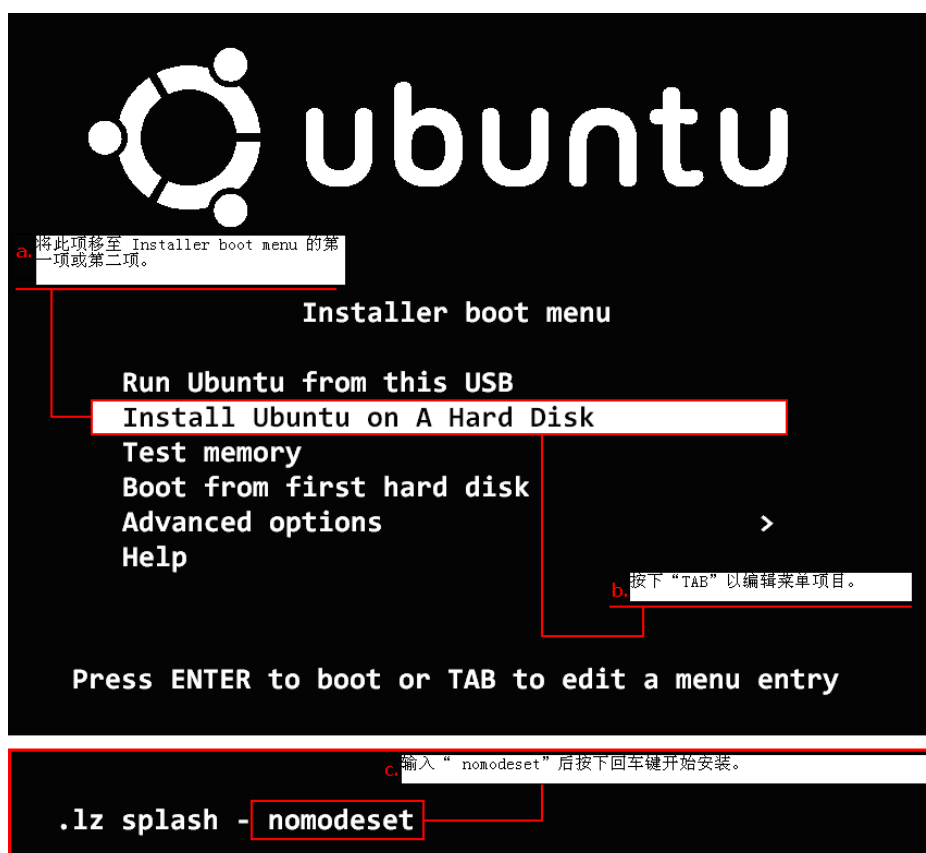 ubuntu
a.
将此项移至 Installer boot menu 的第
一项或第二项。
Installer boot menu
Run Ubuntu from this USB
Install Ubuntu on A Hard Disk
Test memory
Boot from first hard disk
Advanced options >
Help
b.
按下“TAB”以编辑菜单项目。
Press ENTER to boot or TAB to edit a menu entry
c.
输入“ nomodeset”后按下回车键开始安装。
.lz splash - nomodeset